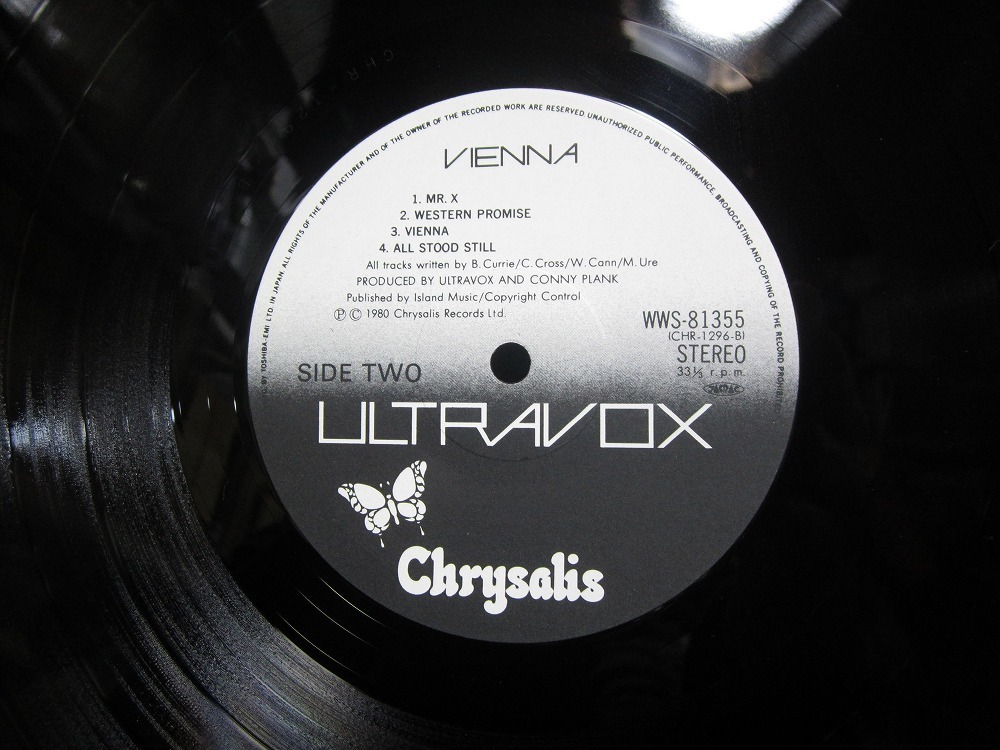 ALL RIGHTS OF THE MANUFACTURER AND OF THE OWNER OF THE RECORDED WORK ARE RESERVED. UNAUTHORIZED PUBLIC PERFORMANCE, BROADCASTING AND COPYING OF THE RECORD PROHIBITED
BY TOSHIBA-EMI LTD. IN JAPAN.
VIENNA
1. MR. X
2. WESTERN PROMISE
3. VIENNA
4. ALL STOOD STILL
All tracks written by B. Currie/C. Cross/W. Cann/M. Ure
PRODUCED BY ULTRAVOX AND CONNY PLANK
Published by Island Music/Copyright Control
Ⓟ © 1980 Chrysalis Records Ltd.
WWS-81355
(CHR-1296-B)
STEREO
33⅓ r.p.m.
SIDE TWO
ULTRAVOX
Chrysalis